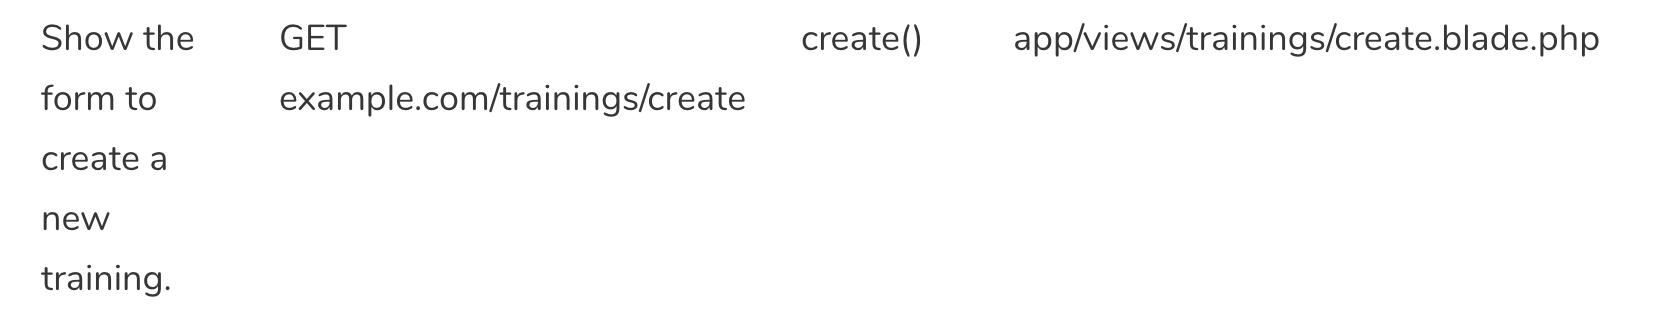 Show the
form to
create a
new
training.
GET
example.com/trainings/create
create()
app/views/trainings/create.blade.php